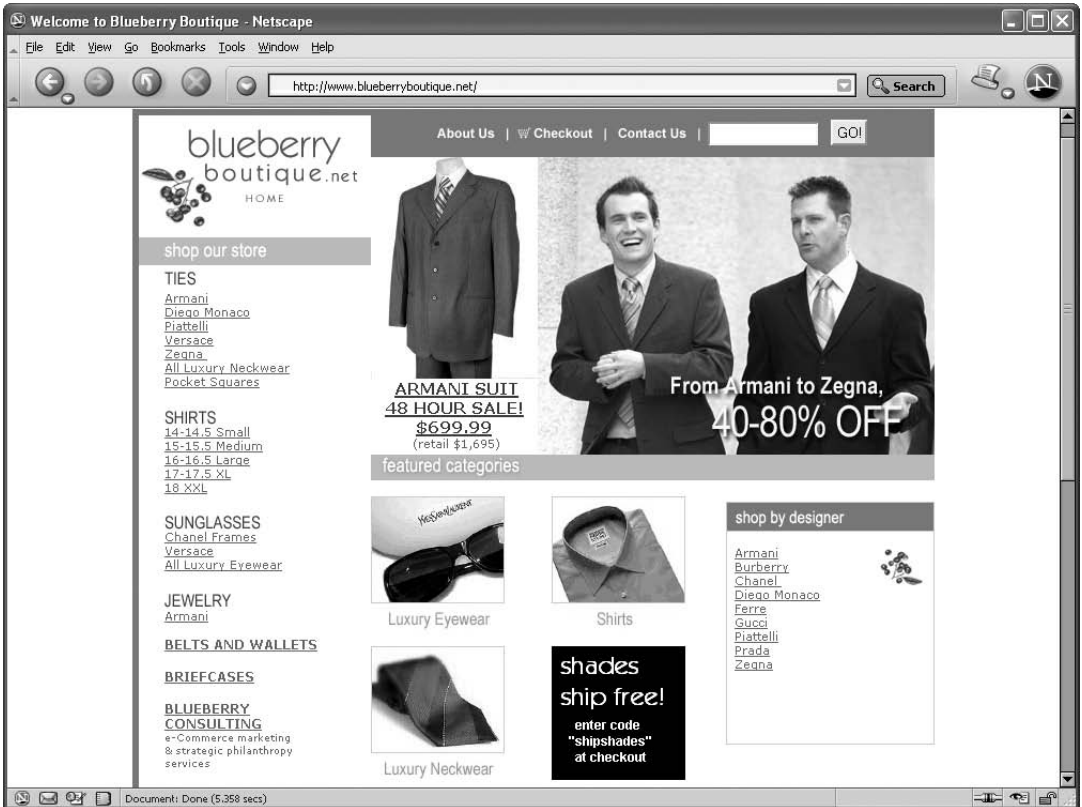 Welcome to Blueberry Boutique - Netscape
File Edit View Go Bookmarks Tools Window Help
http://www.blueberryboutique.net/
Search
N
blueberry
boutique.net
HOME
About Us | Checkout | Contact Us |
GO!
shop our store
TIES
Armani
Diego Monaco
Piattelli
Versace
Zegna
All Luxury Neckwear
Pocket Squares
SHIRTS
14-14.5 Small
15-15.5 Medium
16-16.5 Large
17-17.5 XL
18 XXL
SUNGLASSES
Chanel Frames
Versace
All Luxury Eyewear
JEWELRY
Armani
BELTS AND WALLETS
BRIEFCASES
BLUEBERRY
CONSULTING
e-Commerce marketing
& strategic philanthropy
services
ARMANI SUIT
48 HOUR SALE!
$699.99
(retail $1,695)
From Armani to Zegna,
40-80% OFF
featured categories
YVES SAINT LAURENT
Luxury Eyewear
Shirts
Luxury Neckwear
shades
ship free!
enter code
"shipshades"
at checkout
shop by designer
Armani
Burberry
Chanel
Diego Monaco
Ferre
Gucci
Piattelli
Prada
Zegna
Document: Done (5.358 secs)